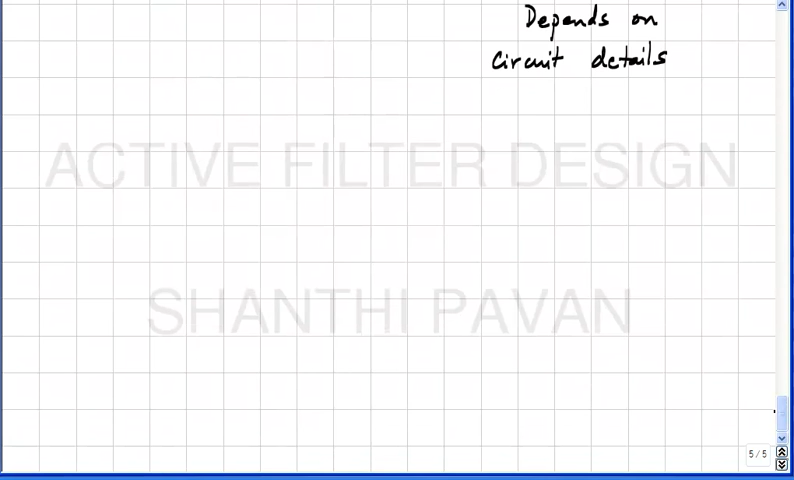 Depends on
Circuit details
ACTIVE FILTER DESIGN
SHANTHI PAVAN
5/5